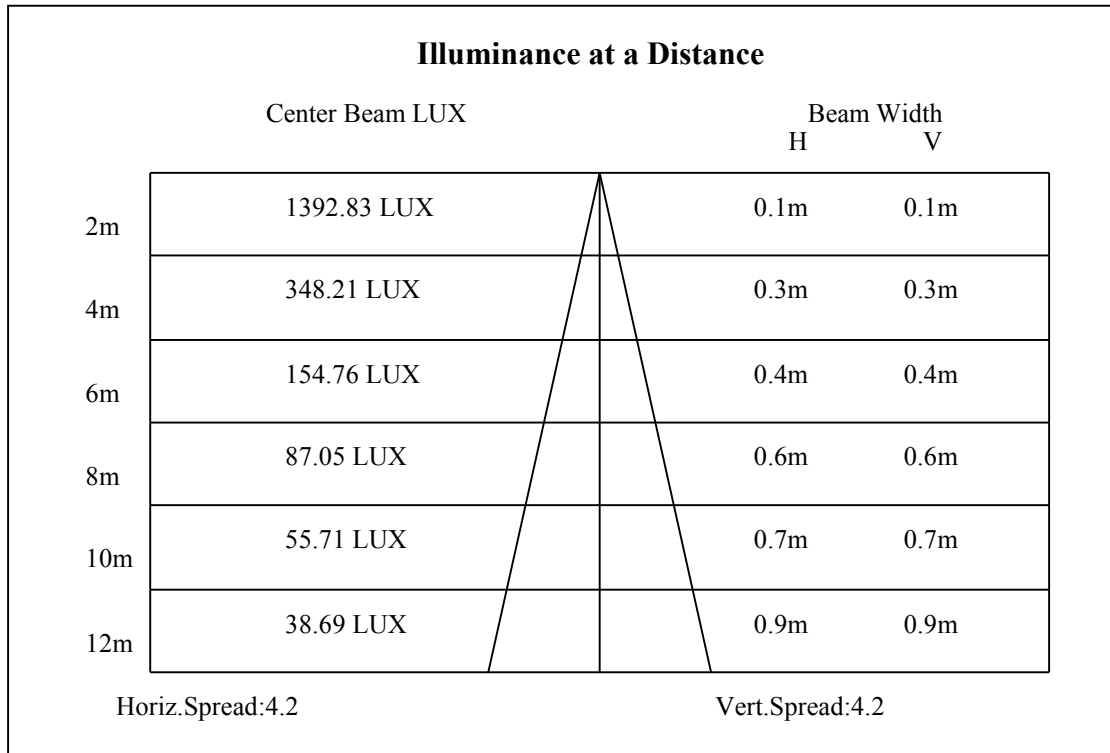 Illuminance at a Distance
Center Beam LUX Beam Width
H V
2m 1392.83 LUX 0.1m 0.1m
4m 348.21 LUX 0.3m 0.3m
6m 154.76 LUX 0.4m 0.4m
8m 87.05 LUX 0.6m 0.6m
10m 55.71 LUX 0.7m 0.7m
12m 38.69 LUX 0.9m 0.9m
Horiz.Spread:4.2 Vert.Spread:4.2